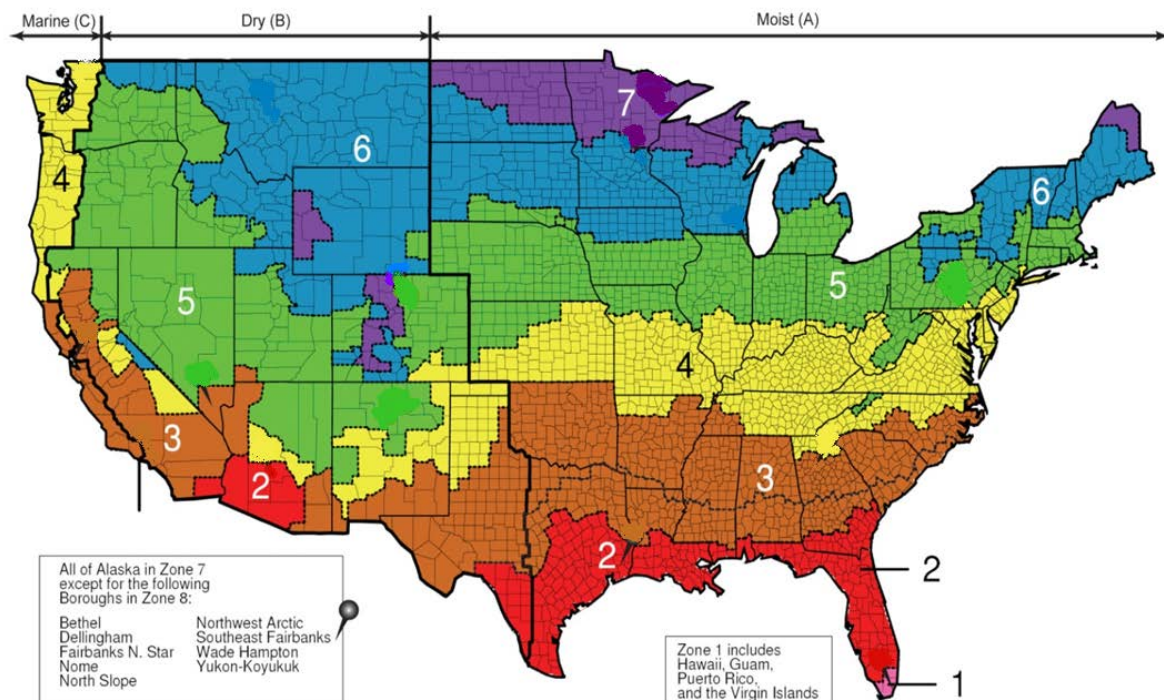 Marine (C)
Dry (B)
Moist (A)
7
6
4
6
5
5
4
3
3
2
2
2
1
All of Alaska in Zone 7
except for the following
Boroughs in Zone 8:
Bethel
Dellingham
Fairbanks N. Star
Nome
North Slope
Northwest Arctic
Southeast Fairbanks
Wade Hampton
Yukon-Koyukuk
Zone 1 includes
Hawaii, Guam,
Puerto Rico,
and the Virgin Islands